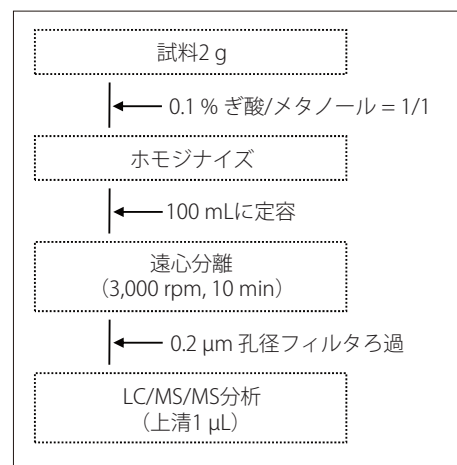 試料2 g
0.1 % ぎ酸/メタノール = 1/1
ホモジナイズ
100 mLに定容
遠心分離
（3,000 rpm, 10 min）
0.2 µm 孔径フィルタろ過
LC/MS/MS分析
（上清1 µL）